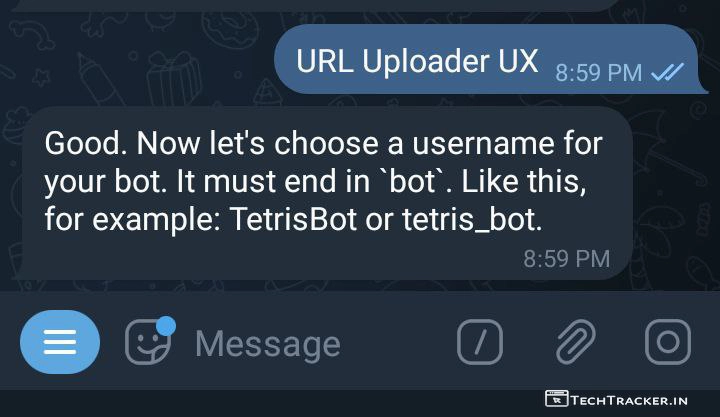 URL Uploader UX 8:59 PM
Good. Now let's choose a username for
your bot. It must end in `bot`. Like this,
for example: TetrisBot or tetris_bot.
8:59 PM
Message
TECHTRACKER.IN